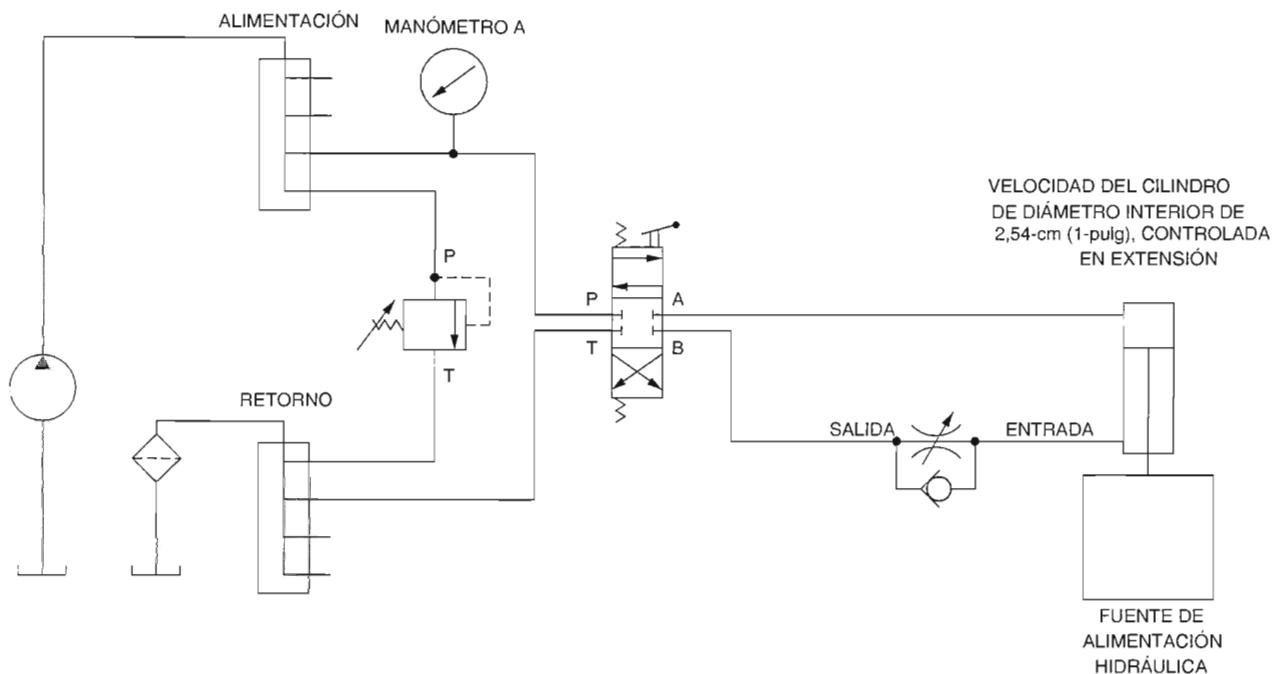 ALIMENTACIÓN
MANÓMETRO A
VELOCIDAD DEL CILINDRO
DE DIÁMETRO INTERIOR DE
2,54-cm (1-pulg), CONTROLADA
EN EXTENSIÓN
P
P
A
T
B
T
RETORNO
SALIDA
ENTRADA
FUENTE DE
ALIMENTACIÓN
HIDRÁULICA